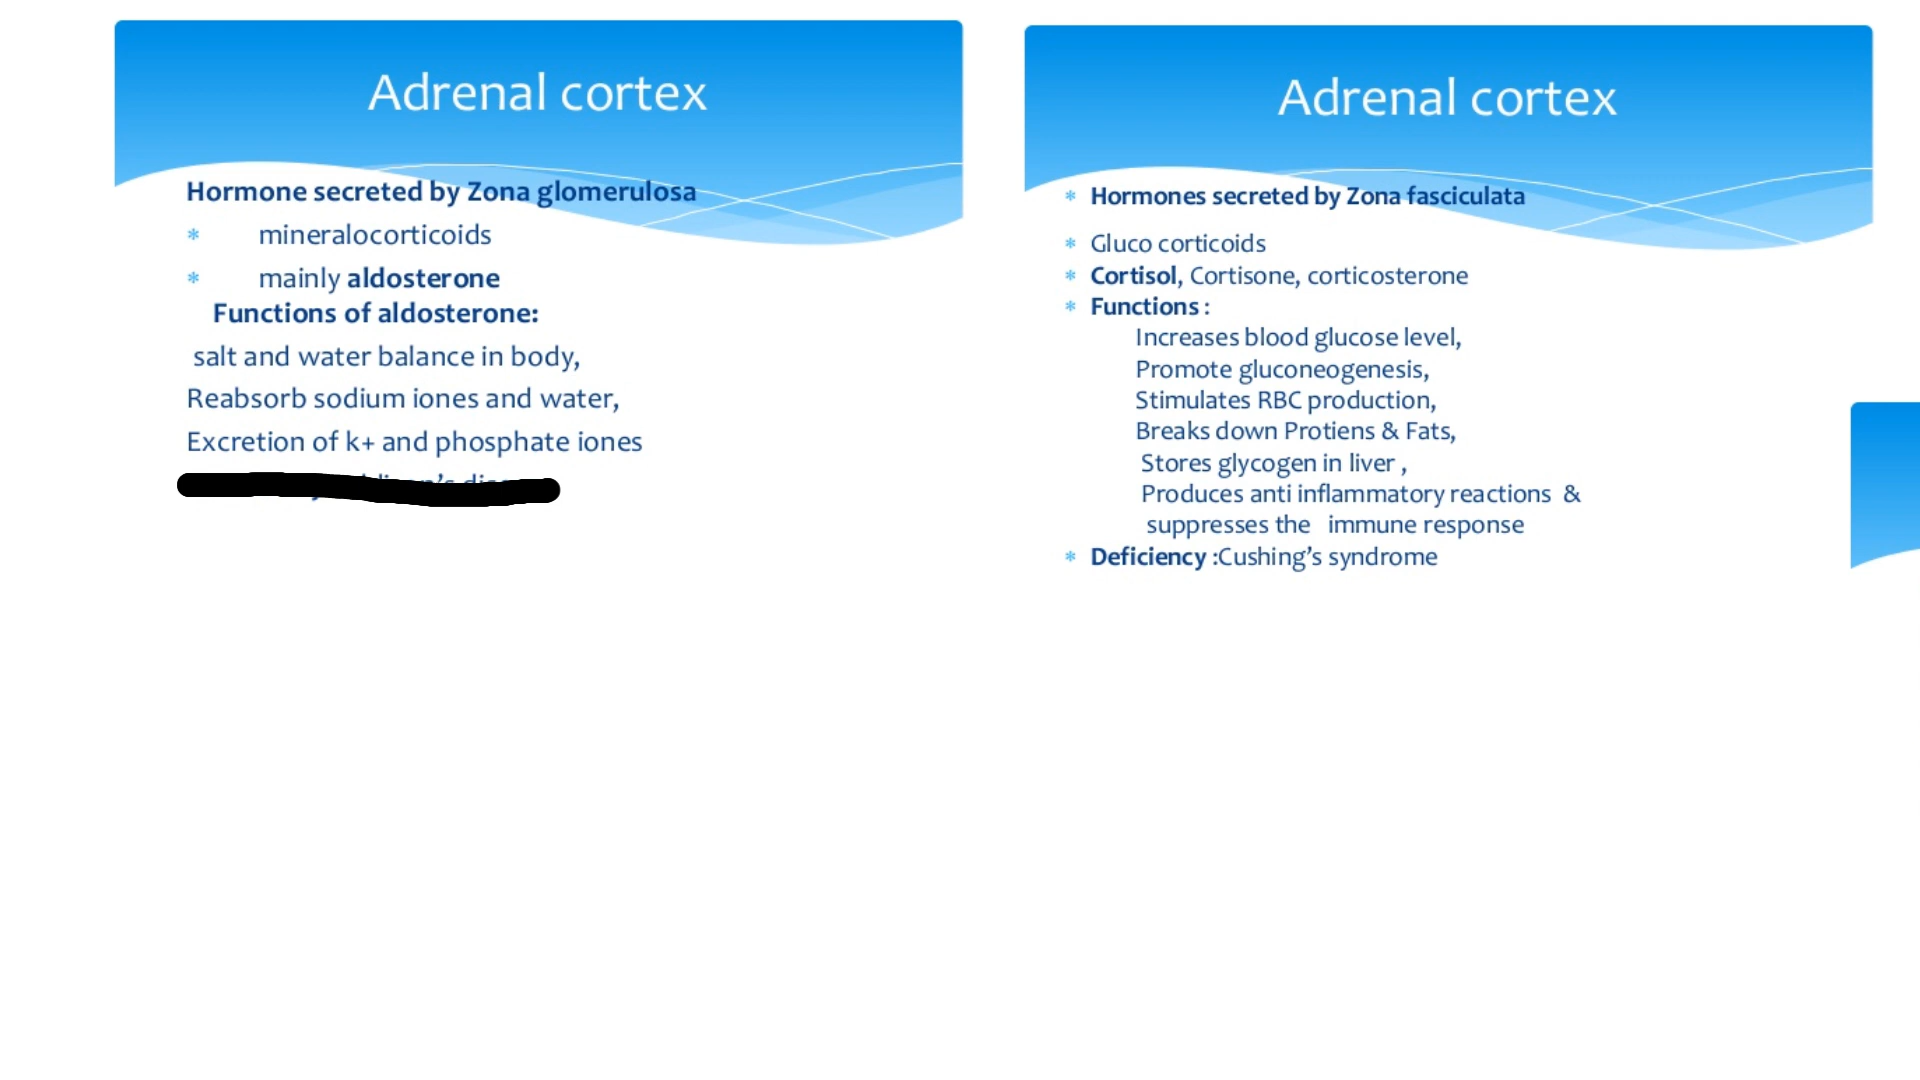 Adrenal cortex
Hormone secreted by Zona glomerulosa
* mineralocorticoids
* mainly aldosterone
Functions of aldosterone:
salt and water balance in body,
Reabsorb sodium iones and water,
Excretion of k+ and phosphate iones
Adrenal cortex
* Hormones secreted by Zona fasciculata
* Gluco corticoids
* Cortisol, Cortisone, corticosterone
* Functions :
Increases blood glucose level,
Promote gluconeogenesis,
Stimulates RBC production,
Breaks down Protiens & Fats,
Stores glycogen in liver ,
Produces anti inflammatory reactions &
suppresses the immune response
* Deficiency :Cushing’s syndrome